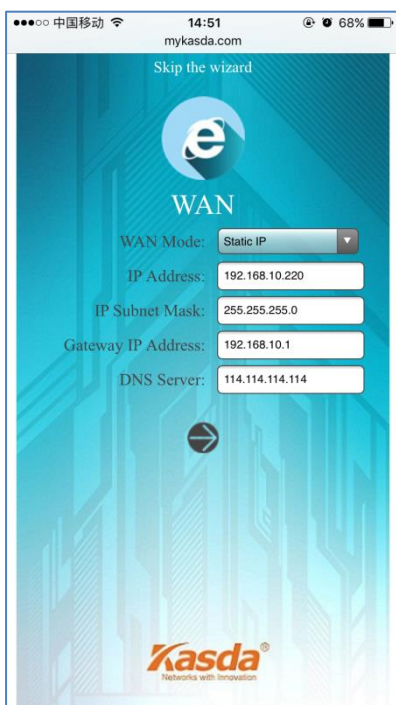 中国移动 14:51 68%
mykasda.com
Skip the wizard
WAN
WAN Mode: Static IP
IP Address: 192.168.10.220
IP Subnet Mask: 255.255.255.0
Gateway IP Address: 192.168.10.1
DNS Server: 114.114.114.114
Kasda®
Networks with Innovation